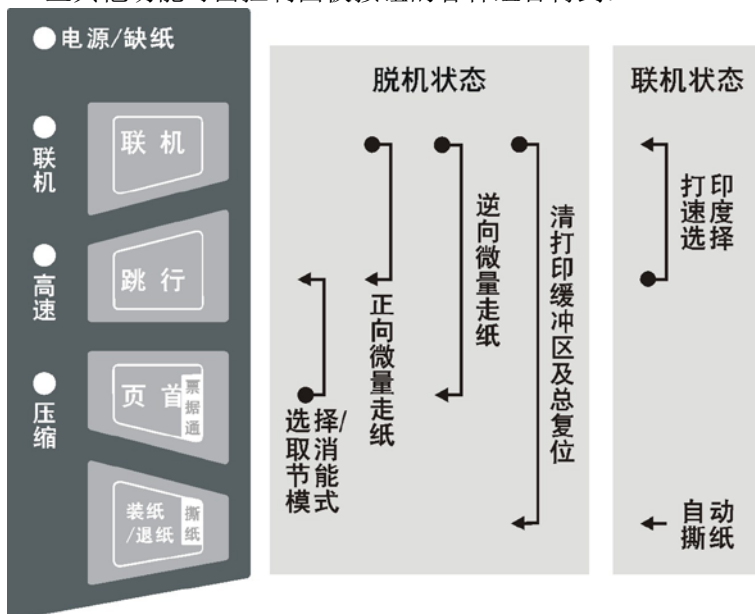 电源/缺纸
联机
联机
高速
跳行
压缩
页首
票据通
装纸/退纸
撕纸
脱机状态
选择/取消节能模式
正向微量走纸
逆向微量走纸
清打印缓冲区及总复位
联机状态
打印速度选择
自动撕纸